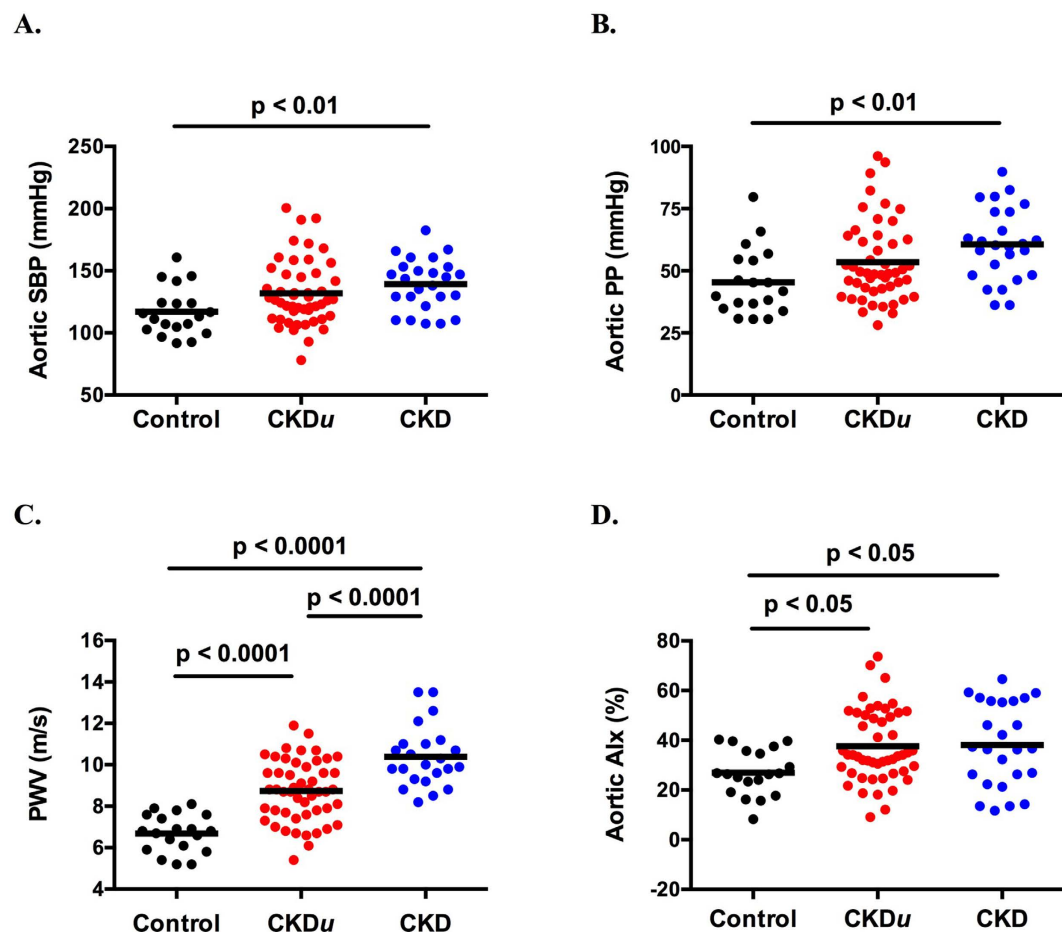 A.
p < 0.01
Aortic SBP (mmHg)
250
200
150
100
50
Control CKDu CKD
B.
p < 0.01
Aortic PP (mmHg)
100
75
50
25
0
Control CKDu CKD
C.
p < 0.0001
p < 0.0001
p < 0.0001
PWV (m/s)
16
14
12
10
8
6
4
Control CKDu CKD
D.
p < 0.05
p < 0.05
Aortic AIx (%)
80
60
40
20
0
-20
Control CKDu CKD